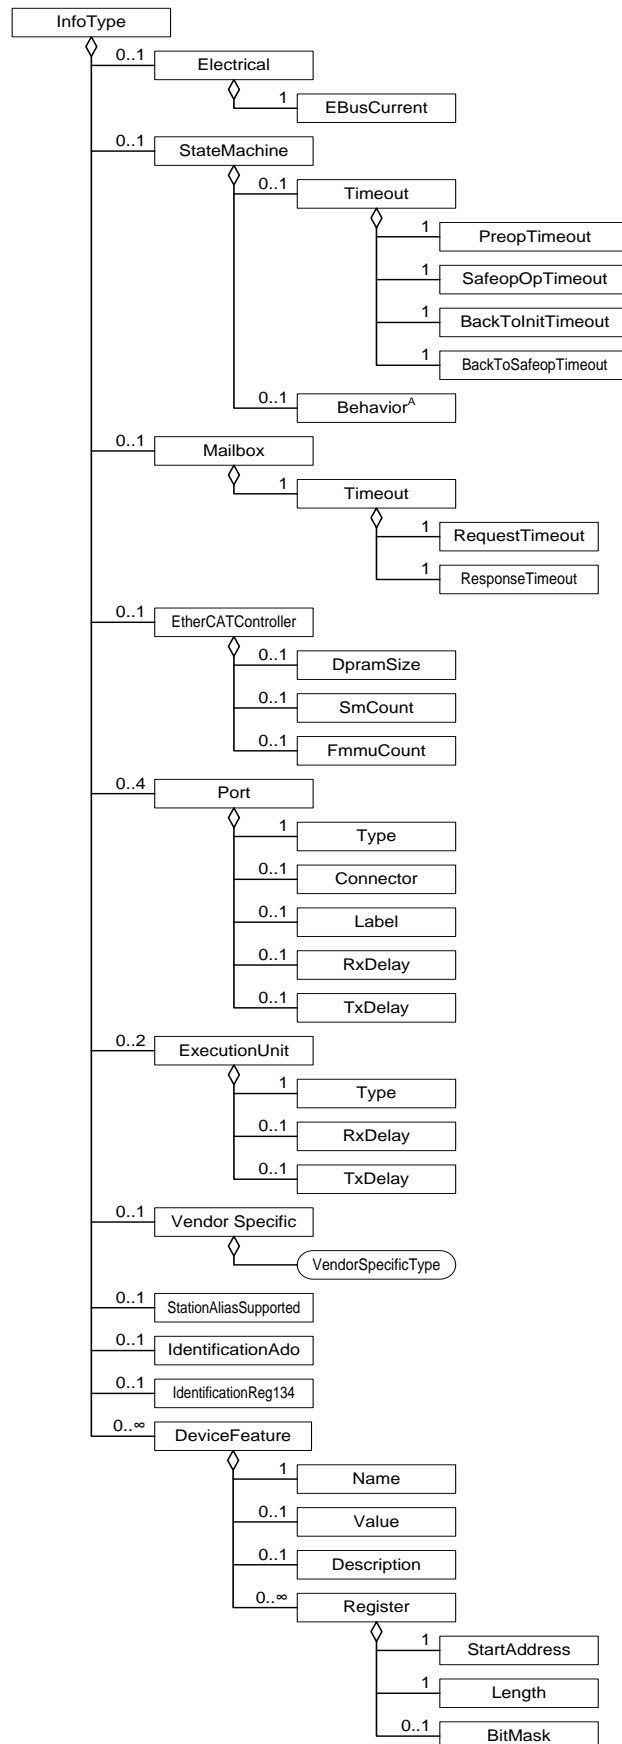 InfoType
0..1
Electrical
1
EBusCurrent
0..1
StateMachine
0..1
Timeout
1
PreopTimeout
1
SafeopOpTimeout
1
BackToInitTimeout
1
BackToSafeopTimeout
0..1
Behavior^A
0..1
Mailbox
1
Timeout
1
RequestTimeout
1
ResponseTimeout
0..1
EtherCATController
0..1
DpramSize
0..1
SmCount
0..1
FmmuCount
0..4
Port
1
Type
0..1
Connector
0..1
Label
0..1
RxDelay
0..1
TxDelay
0..2
ExecutionUnit
1
Type
0..1
RxDelay
0..1
TxDelay
0..1
Vendor Specific
VendorSpecificType
0..1
StationAliasSupported
0..1
IdentificationAdo
0..1
IdentificationReg134
0..∞
DeviceFeature
1
Name
0..1
Value
0..1
Description
0..∞
Register
1
StartAddress
1
Length
0..1
BitMask